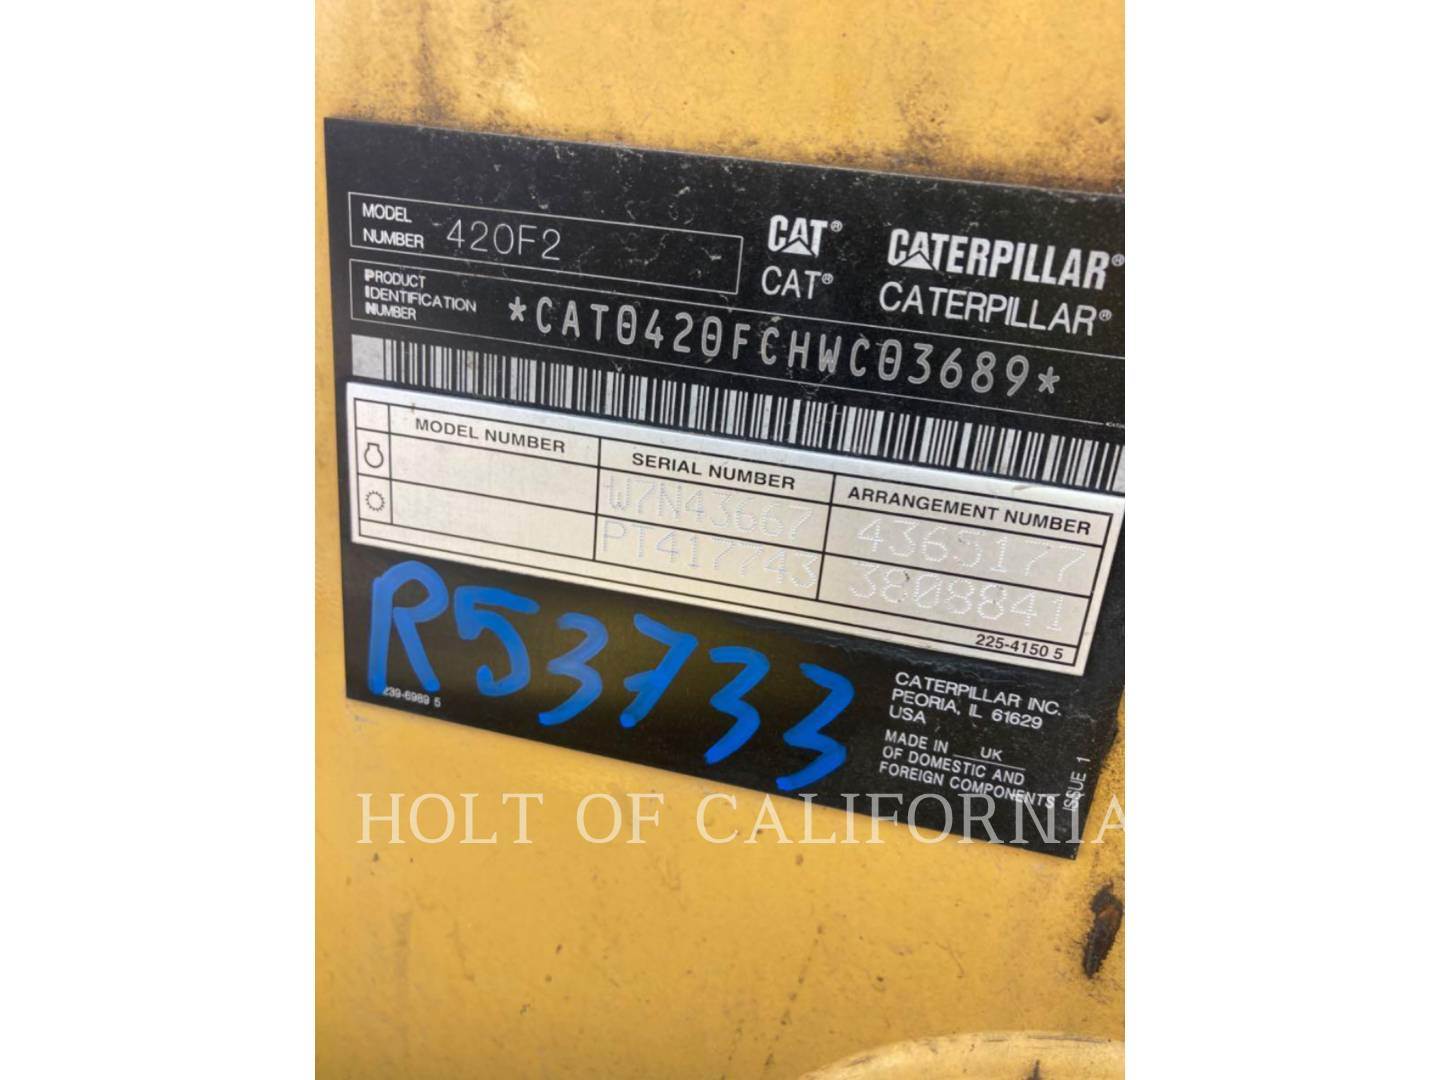 MODEL
NUMBER 420F2
CAT® CATERPILLAR®
CAT® CATERPILLAR®
PRODUCT
IDENTIFICATION
NUMBER
*CAT0420FCHWC03689*
MODEL NUMBER SERIAL NUMBER ARRANGEMENT NUMBER
W7N43667 4365177
PT417743 3808841
225-4150 5
R53733
239-6989 5
CATERPILLAR INC.
PEORIA, IL 61629
USA
MADE IN UK
OF DOMESTIC AND
FOREIGN COMPONENTS
ISSUE 1
HOLT OF CALIFORNIA